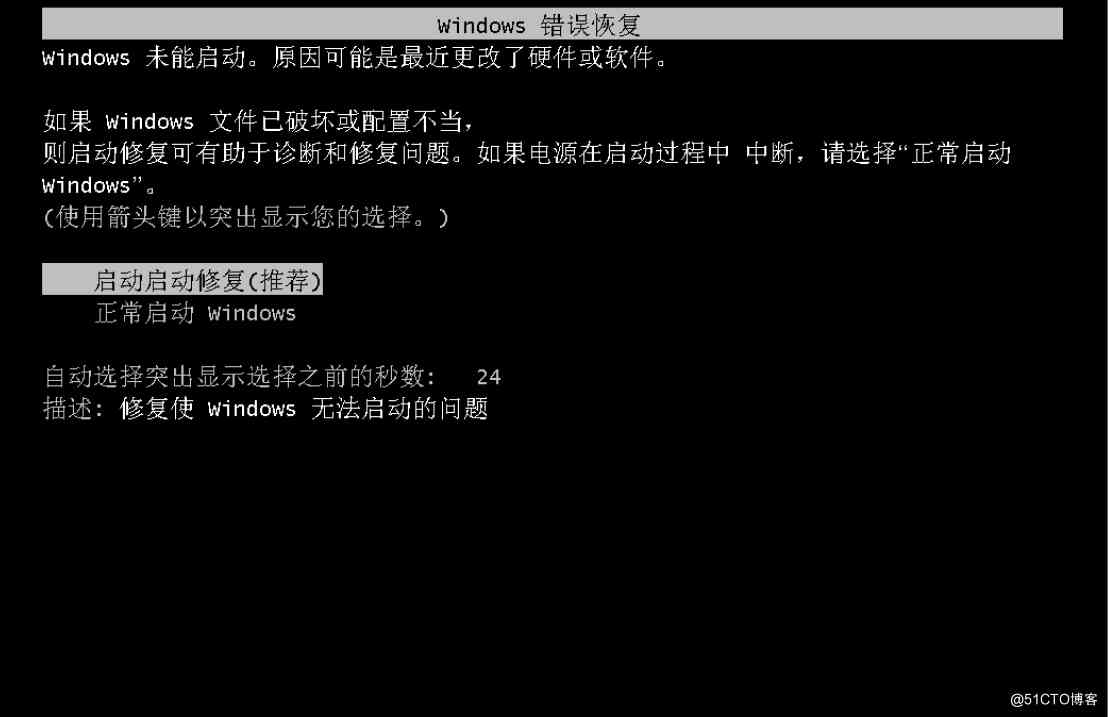 Windows 错误恢复
Windows 未能启动。原因可能是最近更改了硬件或软件。
如果 Windows 文件已破坏或配置不当，
则启动修复可有助于诊断和修复问题。如果电源在启动过程中 中断，请选择“正常启动
Windows”。
(使用箭头键以突出显示您的选择。)
启动启动修复(推荐)
正常启动 Windows
自动选择突出显示选择之前的秒数: 24
描述: 修复使 Windows 无法启动的问题
@51CTO博客